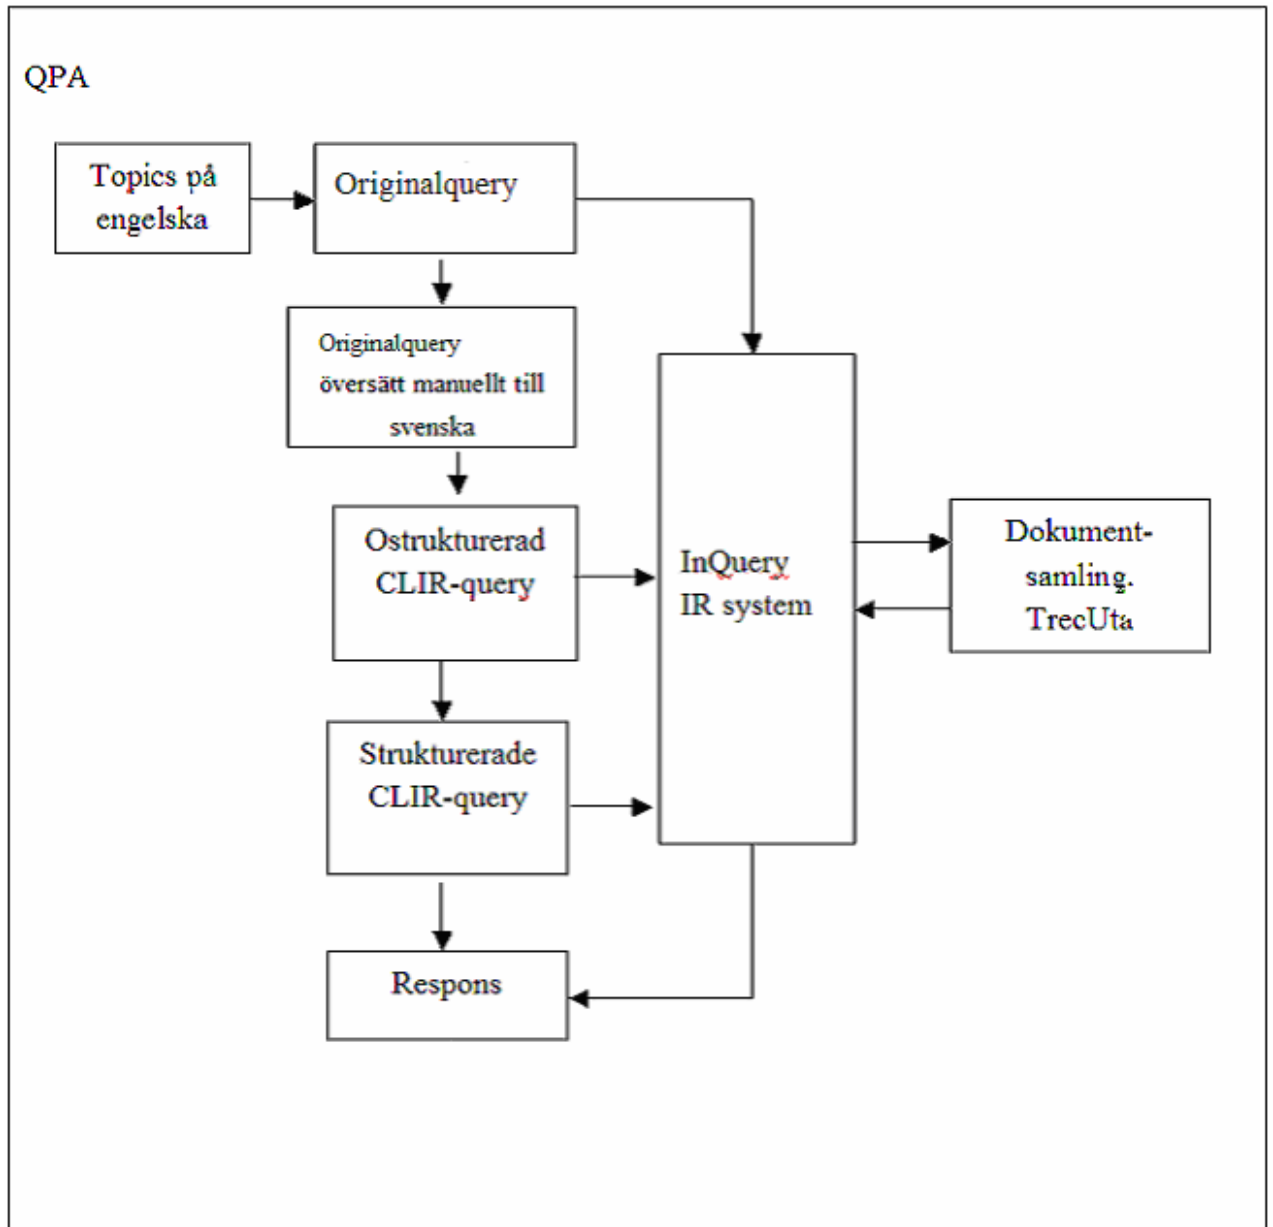 QPA
Topics på
engelska
Originalquery
Originalquery
översätt manuellt till
svenska
Ostrukturerad
CLIR-query
InQuery
IR system
Dokument-
samling.
TrecUta
Strukturerade
CLIR-query
Respons